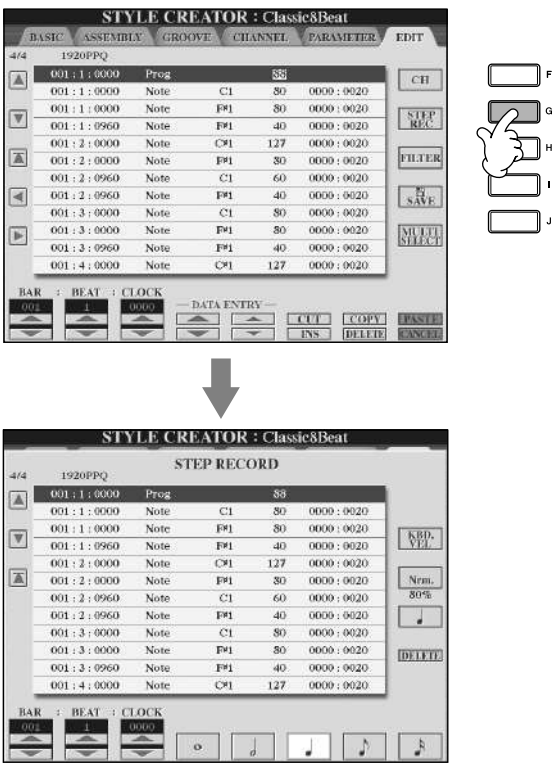 STYLE CREATOR : Classic8Beat
BASIC ASSEMBLY GROOVE CHANNEL PARAMETER EDIT
4/4 1920PPQ
001 : 1 : 0000 Prog 88
001 : 1 : 0000 Note C1 80 0000 : 0020
001 : 1 : 0000 Note F#1 80 0000 : 0020
001 : 1 : 0960 Note F#1 40 0000 : 0020
001 : 2 : 0000 Note C#1 127 0000 : 0020
001 : 2 : 0000 Note F#1 80 0000 : 0020
001 : 2 : 0960 Note C1 60 0000 : 0020
001 : 2 : 0960 Note F#1 40 0000 : 0020
001 : 3 : 0000 Note C1 80 0000 : 0020
001 : 3 : 0000 Note F#1 80 0000 : 0020
001 : 3 : 0960 Note F#1 40 0000 : 0020
001 : 4 : 0000 Note C#1 127 0000 : 0020
CH
STEP
REC
FILTER
SAVE
MULTI
SELECT
F
G
H
I
J
BAR : BEAT : CLOCK
001 1 0000
DATA ENTRY
CUT COPY PASTE
INS DELETE CANCEL
STYLE CREATOR : Classic8Beat
STEP RECORD
4/4 1920PPQ
001 : 1 : 0000 Prog 88
001 : 1 : 0000 Note C1 80 0000 : 0020
001 : 1 : 0000 Note F#1 80 0000 : 0020
001 : 1 : 0960 Note F#1 40 0000 : 0020
001 : 2 : 0000 Note C#1 127 0000 : 0020
001 : 2 : 0000 Note F#1 80 0000 : 0020
001 : 2 : 0960 Note C1 60 0000 : 0020
001 : 2 : 0960 Note F#1 40 0000 : 0020
001 : 3 : 0000 Note C1 80 0000 : 0020
001 : 3 : 0000 Note F#1 80 0000 : 0020
001 : 3 : 0960 Note F#1 40 0000 : 0020
001 : 4 : 0000 Note C#1 127 0000 : 0020
KBD.
VEL
Nrm.
80%
DELETE
BAR : BEAT : CLOCK
001 1 0000